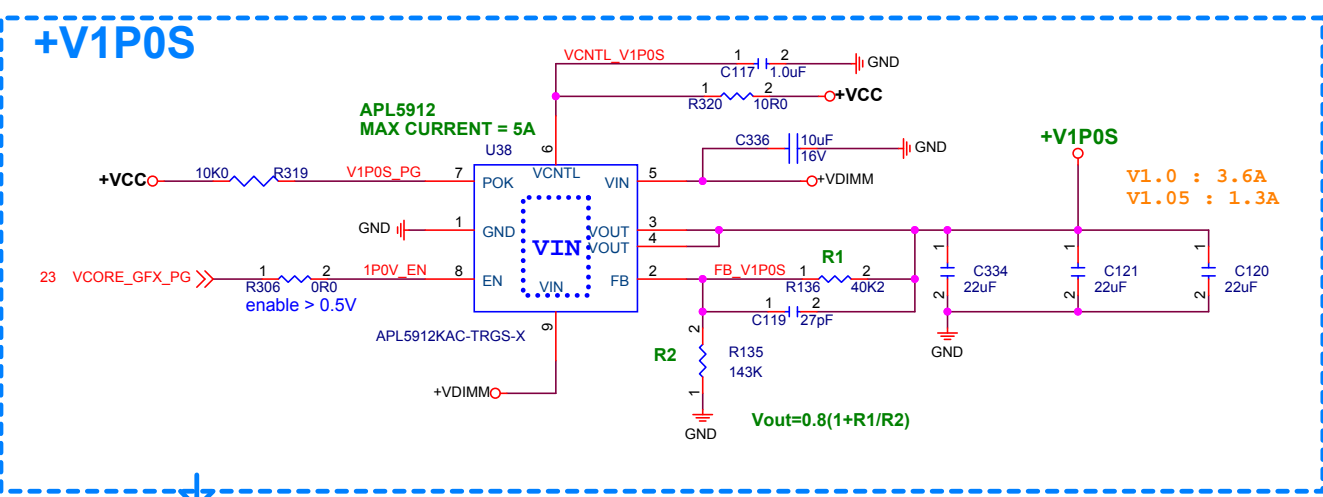 +V1P0S
VCNTL_V1P0S
1
2
C117
1.0uF
GND
1
2
R320
10R0
+VCC
APL5912
MAX CURRENT = 5A
U38
6
C336
10uF
16V
GND
+V1P0S
+VCC
10K0
R319
V1P0S_PG
7
POK
VCNTL
VIN
5
+VDIMM
V1.0 : 3.6A
V1.05 : 1.3A
GND
1
GND
VIN
VOUT
3
VOUT
4
23
VCORE_GFX_PG
1
2
R306
0R0
enable > 0.5V
1P0V_EN
8
EN
VIN
FB
2
FB_V1P0S
R1
1
2
R136
40K2
1
2
C119
27pF
1
C334
22uF
2
1
C121
22uF
2
1
C120
22uF
2
GND
APL5912KAC-TRGS-X
9
+VDIMM
R2
2
R135
143K
1
GND
Vout=0.8(1+R1/R2)